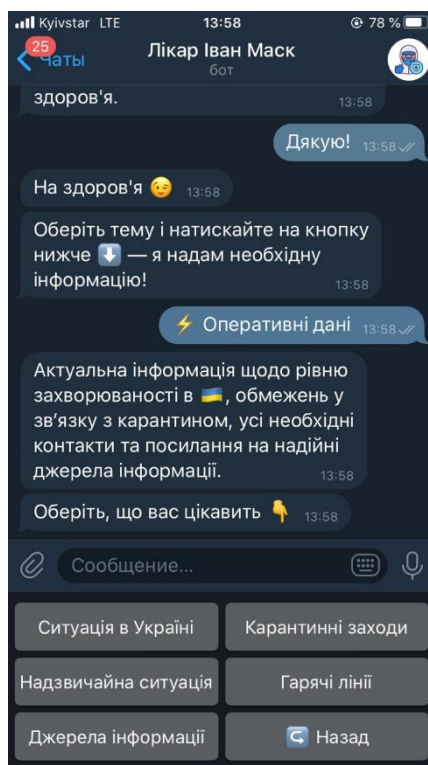 Kyivstar LTE 13:58 78 %
25
Чаты
Лікар Іван Маск
бот
здоров'я. 13:58
Дякую! 13:58
На здоров'я 😉 13:58
Оберіть тему і натискайте на кнопку
нижче ⬇️ — я надам необхідну
інформацію! 13:58
⚡ Оперативні дані 13:58
Актуальна інформація щодо рівню
захворюваності в 🇺🇦, обмежень у
зв’язку з карантином, усі необхідні
контакти та посилання на надійні
джерела інформації. 13:58
Оберіть, що вас цікавить 👇 13:58
Сообщение...
Ситуація в Україні
Карантинні заходи
Надзвичайна ситуація
Гарячі лінії
Джерела інформації
↪️ Назад